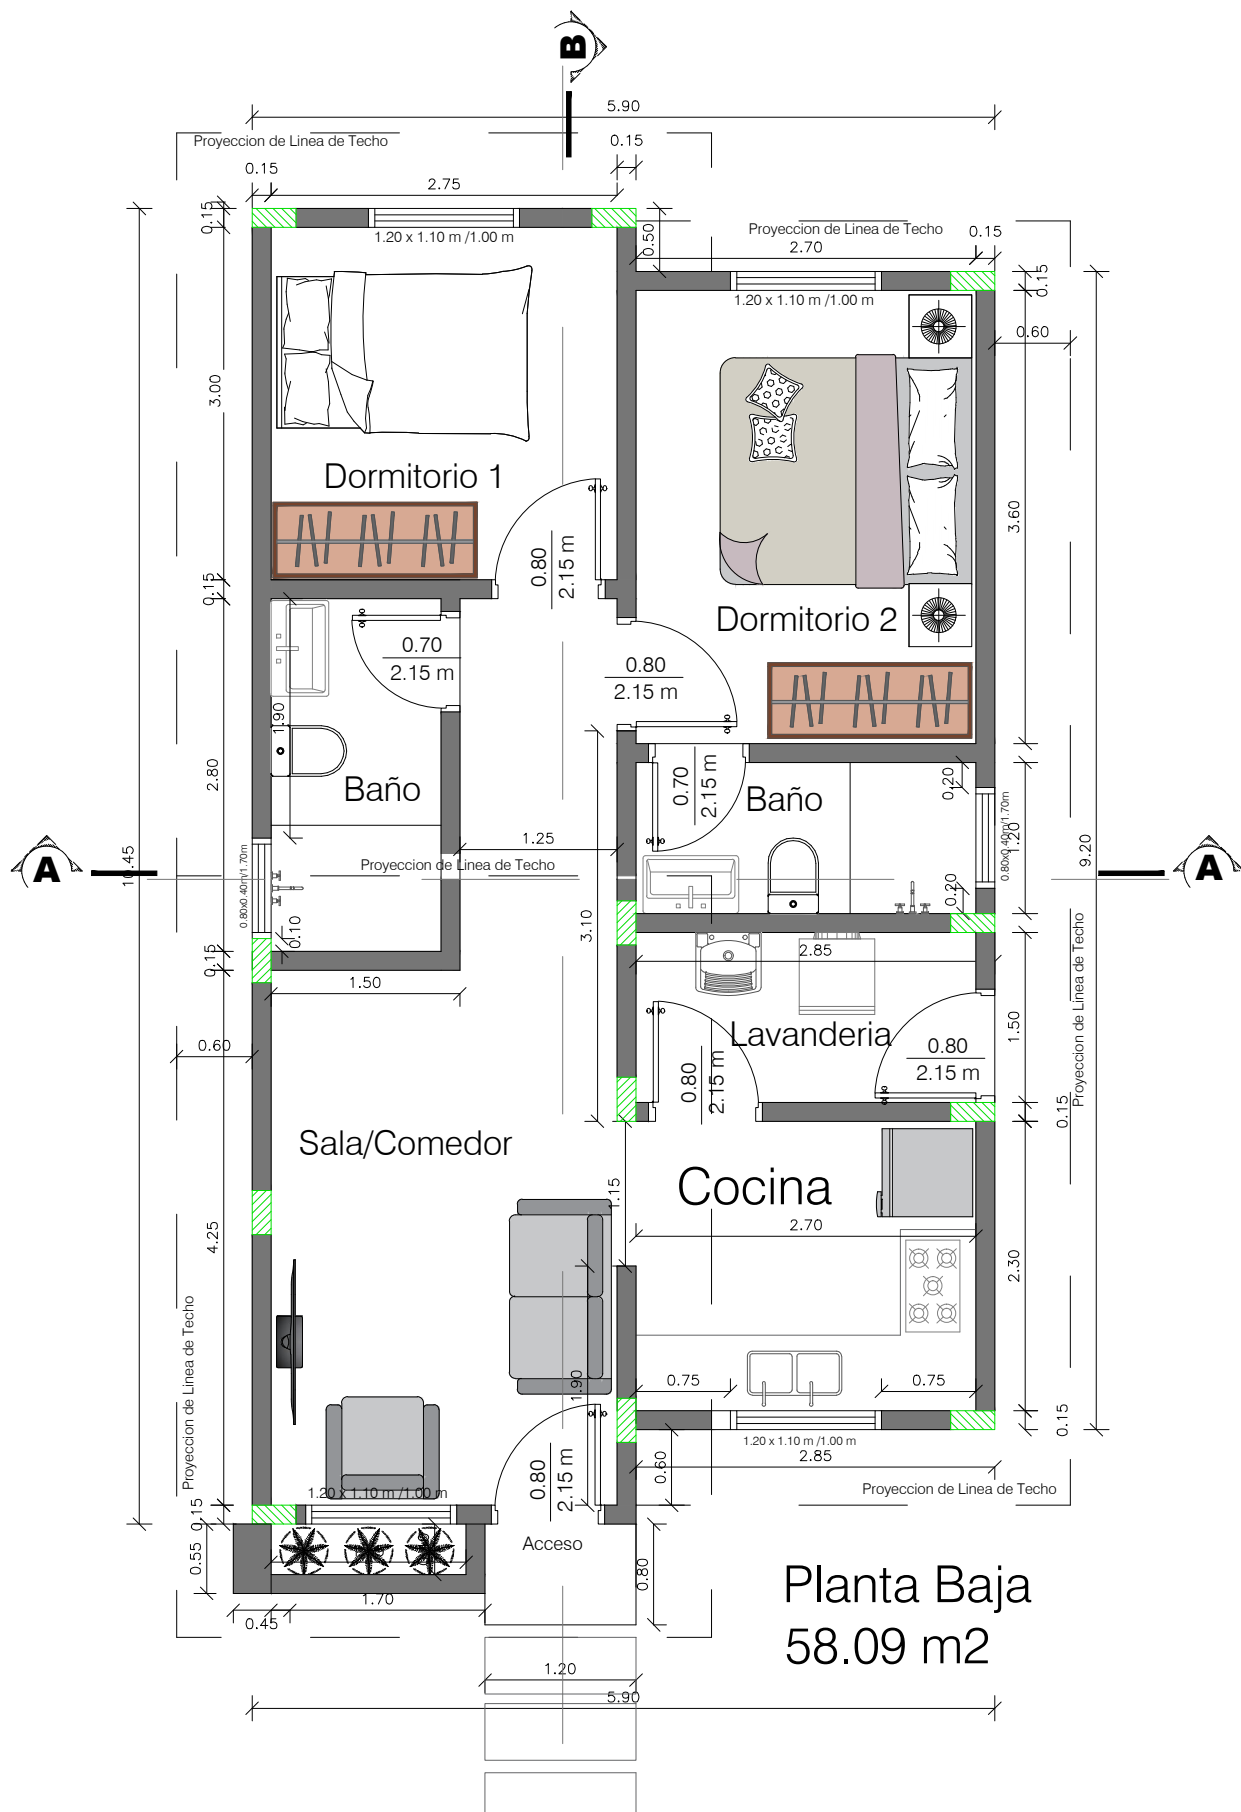 B
5.90
Proyeccion de Linea de Techo
0.15
0.15
2.75
0.15
1.20 x 1.10 m /1.00 m
0.50
Proyeccion de Linea de Techo
0.15
2.70
1.20 x 1.10 m /1.00 m
0.15
0.60
3.00
Dormitorio 1
3.60
0.80
2.15 m
0.15
Dormitorio 2
0.70
2.15 m
0.80
2.15 m
1.90
2.80
Baño
0.70
2.15 m
Baño
0.20
0.80x0.40m/1.70m
1.20
0.20
A
10.45
0.80x0.40m/1.70m
1.25
Proyeccion de Linea de Techo
9.20
A
0.10
0.15
3.10
2.85
1.50
0.60
Lavanderia
0.80
2.15 m
0.80
2.15 m
1.50
Proyeccion de Linea de Techo
0.15
Sala/Comedor
Cocina
1.15
2.70
4.25
2.30
Proyeccion de Linea de Techo
1.90
0.75
0.75
0.15
1.20 x 1.10 m /1.00 m
2.85
0.60
0.80
2.15 m
1.20 x 1.10 m /1.00 m
Proyeccion de Linea de Techo
0.15
0.55
Acceso
0.80
1.70
0.45
Planta Baja
58.09 m2
1.20
5.90